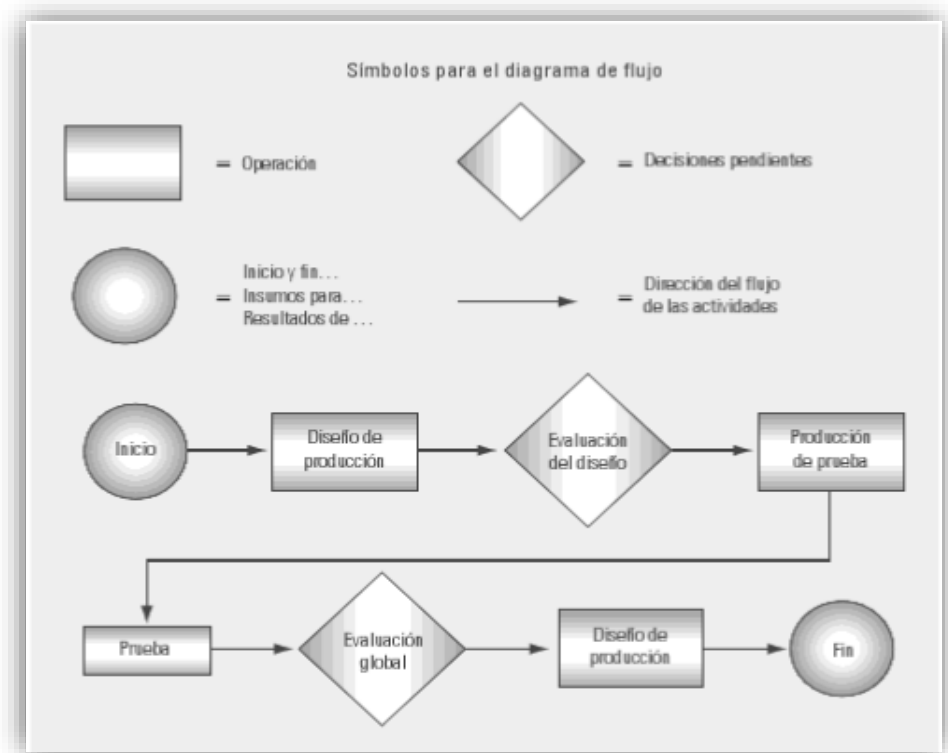 Símbolos para el diagrama de flujo
= Operación
= Decisiones pendientes
Inicio y fin...
= Insumos para...
Resultados de ...
= Dirección del flujo
de las actividades
Inicio
Diseño de
producción
Evaluación
del diseño
Producción
de prueba
Prueba
Evaluación
global
Diseño de
producción
Fin